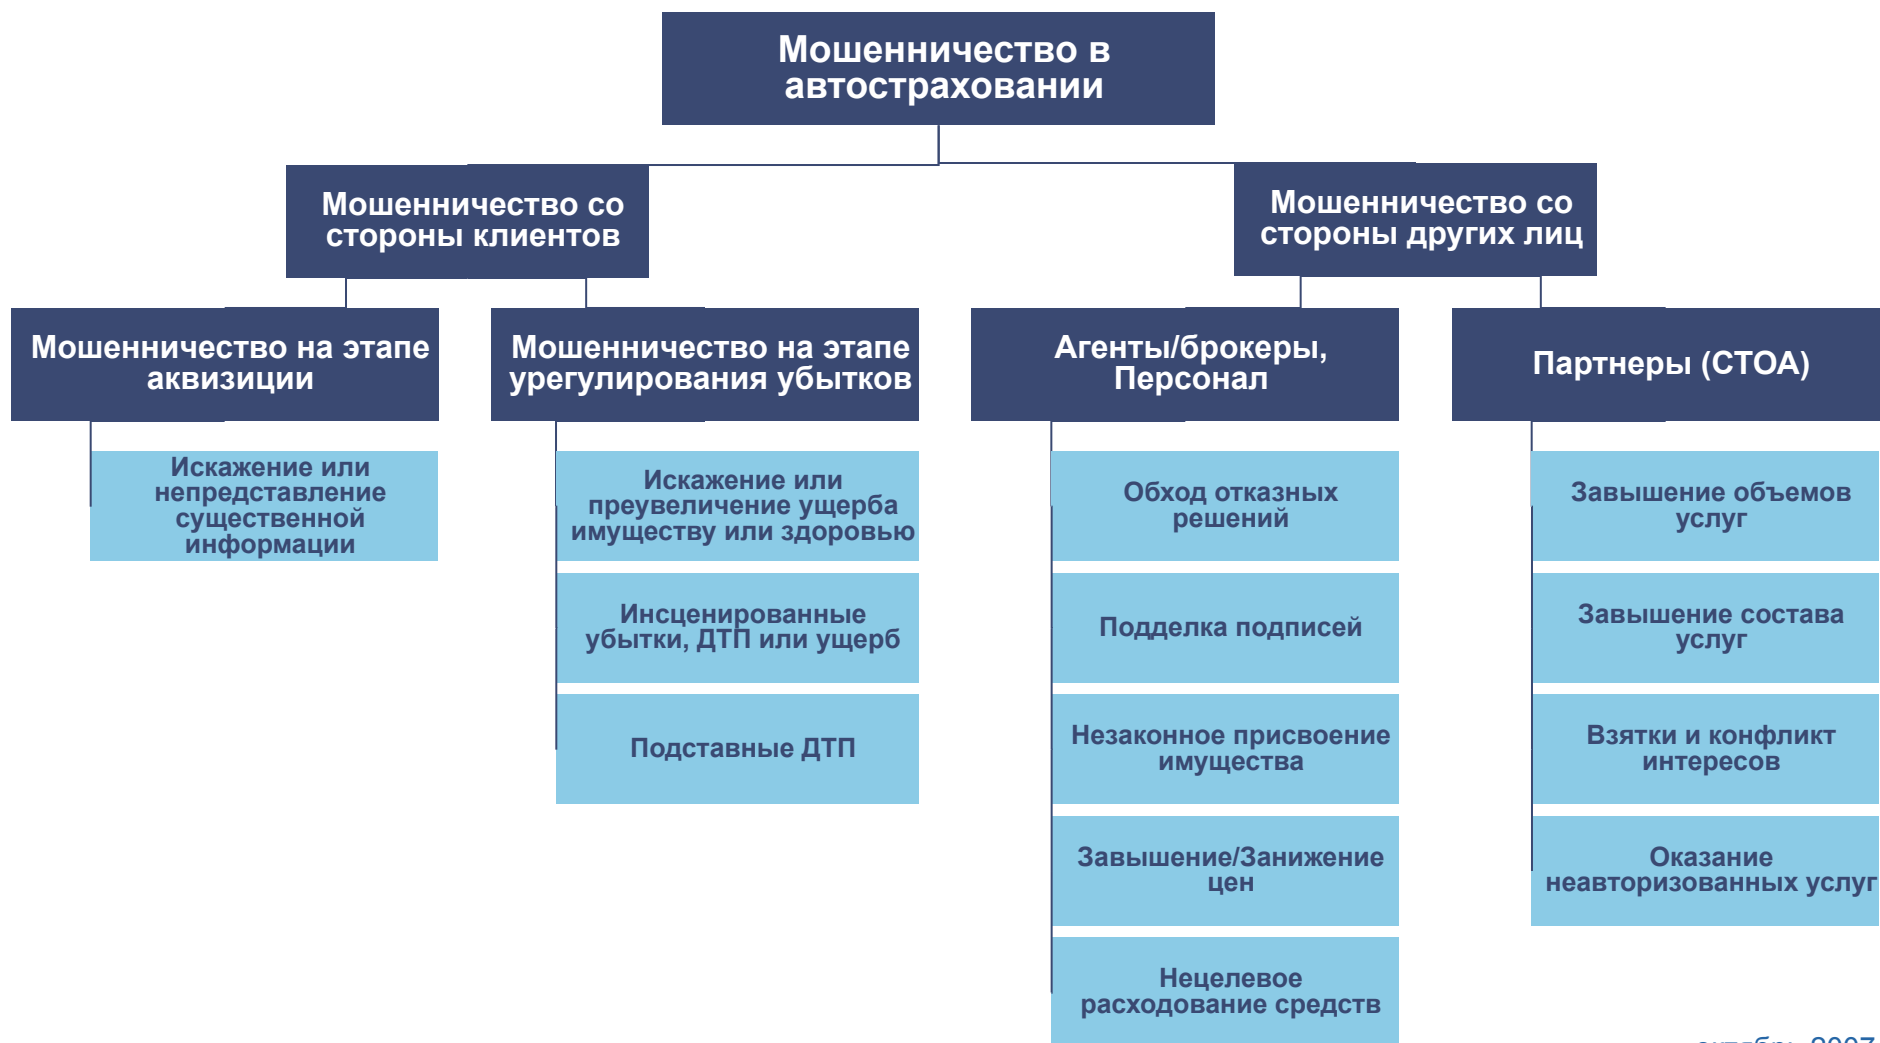 Мошенничество в
автостраховании
Мошенничество со
стороны клиентов
Мошенничество со
стороны других лиц
Мошенничество на этапе
аквизиции
Мошенничество на этапе
урегулирования убытков
Агенты/брокеры,
Персонал
Партнеры (СТОА)
Искажение или
непредставление
существенной
информации
Искажение или
преувеличение ущерба
имуществу или здоровью
Инсценированные
убытки, ДТП или ущерб
Подставные ДТП
Обход отказных
решений
Подделка подписей
Незаконное присвоение
имущества
Завышение/Занижение
цен
Нецелевое
расходование средств
Завышение объемов
услуг
Завышение состава
услуг
Взятки и конфликт
интересов
Оказание
неавторизованных услуг
октябрь 2007